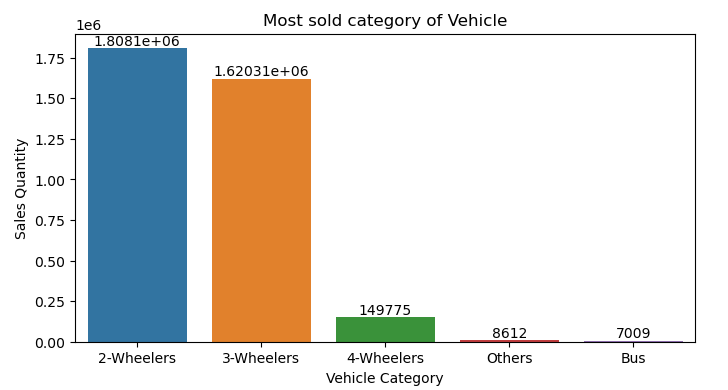 Most sold category of Vehicle
1e6
1.8081e+06
1.62031e+06
149775
8612
7009
1.75
1.50
1.25
1.00
0.75
0.50
0.25
0.00
Sales Quantity
2-Wheelers
3-Wheelers
4-Wheelers
Others
Bus
Vehicle Category